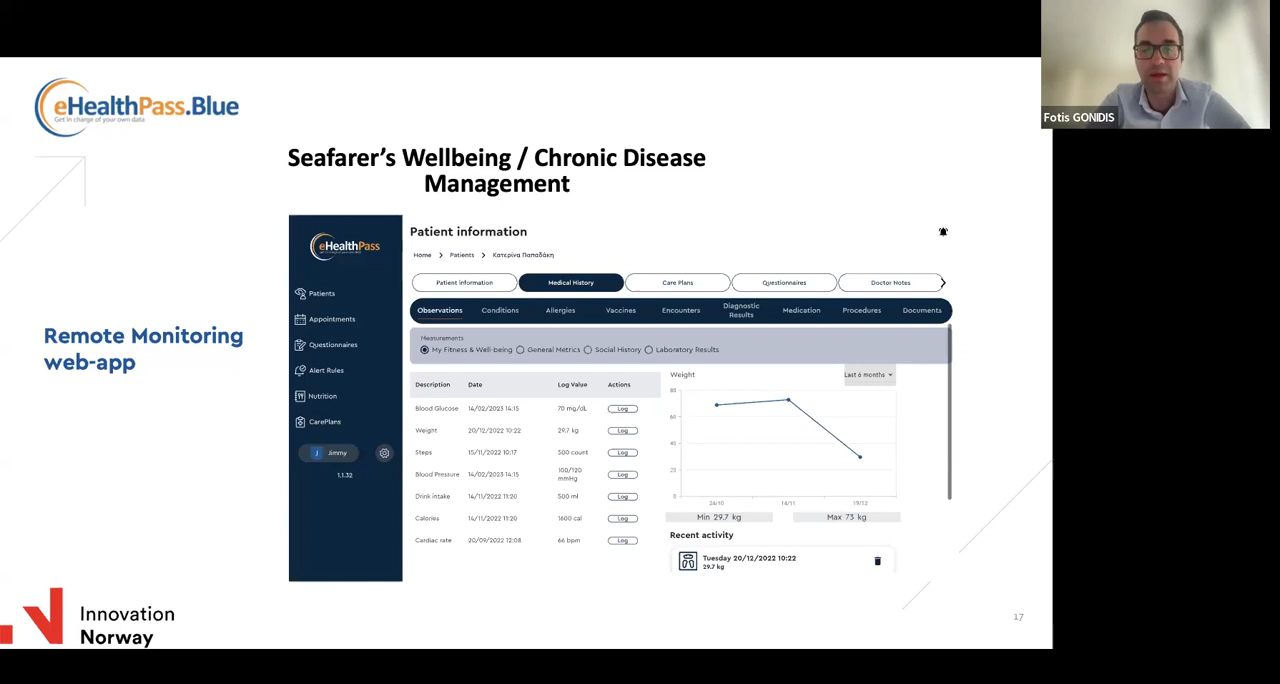 eHealthPass.Blue
Get in charge of your own data
Fotis GONIDIS
Seafarer's Wellbeing / Chronic Disease
Management
Remote Monitoring
web-app
eHealthPass
Patients
Appointments
Questionnaires
Alert Rules
Nutrition
CarePlans
J Jimmy
1.1.32
Patient information
Home > Patients > Κατερίνα Παπαδάκη
Patient information Medical History Care Plans Questionnaires Doctor Notes >
Observations Conditions Allergies Vaccines Encounters Diagnostic Results Medication Procedures Documents
Measurements
My Fitness & Well-being General Metrics Social History Laboratory Results
Description Date Log Value Actions
Blood Glucose 14/02/2023 14:15 70 mg/dL Log
Weight 20/12/2022 10:22 29.7 kg Log
Steps 15/11/2022 10:17 500 count Log
Blood Pressure 14/02/2023 14:15 100/120 mmHg Log
Drink intake 14/11/2022 11:20 500 ml Log
Calories 14/11/2022 11:20 1600 cal Log
Cardiac rate 20/09/2022 12:08 66 bpm Log
Weight Last 6 months
80
60
40
20
0
24/10 14/11 19/12
Min 29.7 kg Max 73 kg
Recent activity
Tuesday 20/12/2022 10:22
29.7 kg
Innovation
Norway
17